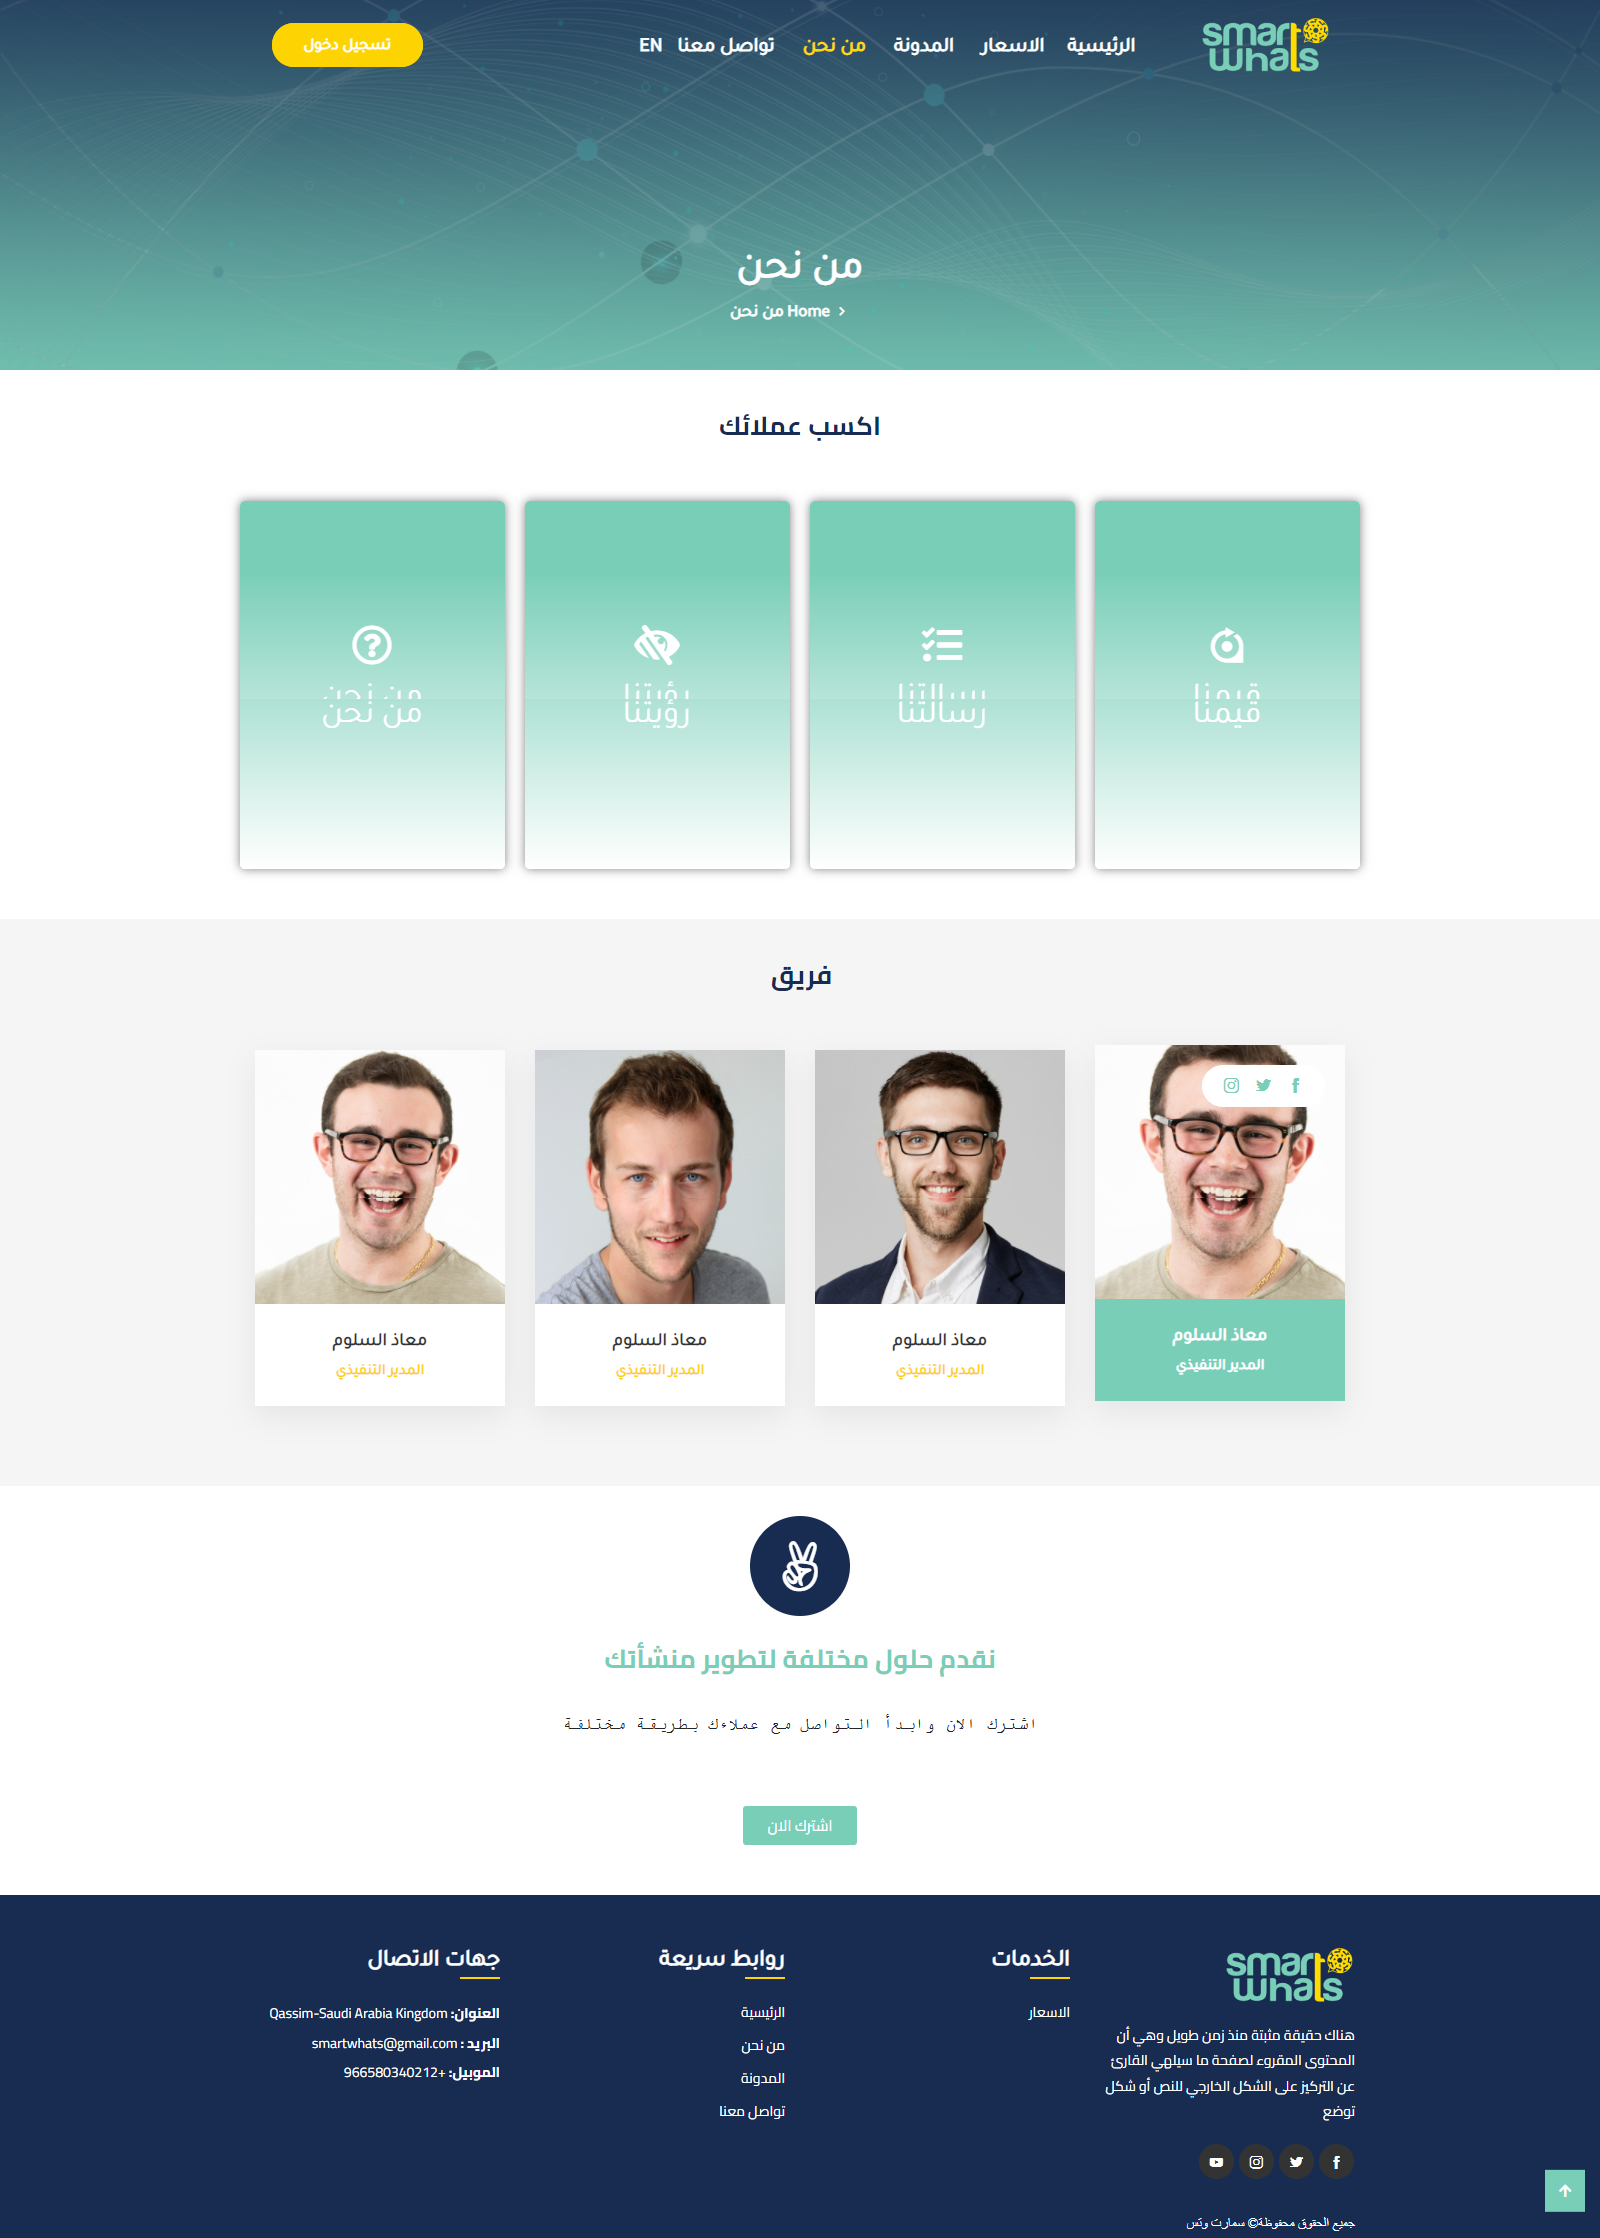 smart whats
الرئيسية
الاسعار
المدونة
من نحن
تواصل معنا
EN
تسجيل دخول
من نحن
من نحن Home
اكسب عملائك
قيمنا
قيمنا
رسالتنا
رسالتنا
رؤيتنا
رؤيتنا
من نحن
من نحن
فريق
معاذ السلوم
المدير التنفيذي
معاذ السلوم
المدير التنفيذي
معاذ السلوم
المدير التنفيذي
معاذ السلوم
المدير التنفيذي
نقدم حلول مختلفة لتطوير منشأتك
اشترك الان وابدأ التواصل مع عملاءك بطريقة مختلفة
اشترك الان
smart whats
هناك حقيقة مثبتة منذ زمن طويل وهي أن
المحتوى المقروء لصفحة ما سيلهي القارئ
عن التركيز على الشكل الخارجي للنص أو شكل
توضع
الخدمات
الاسعار
روابط سريعة
الرئيسية
من نحن
المدونة
تواصل معنا
جهات الاتصال
العنوان: Qassim-Saudi Arabia Kingdom
البريد : smartwhats@gmail.com
الموبيل: +966580340212
جميع الحقوق محفوظة© سمارت وتس